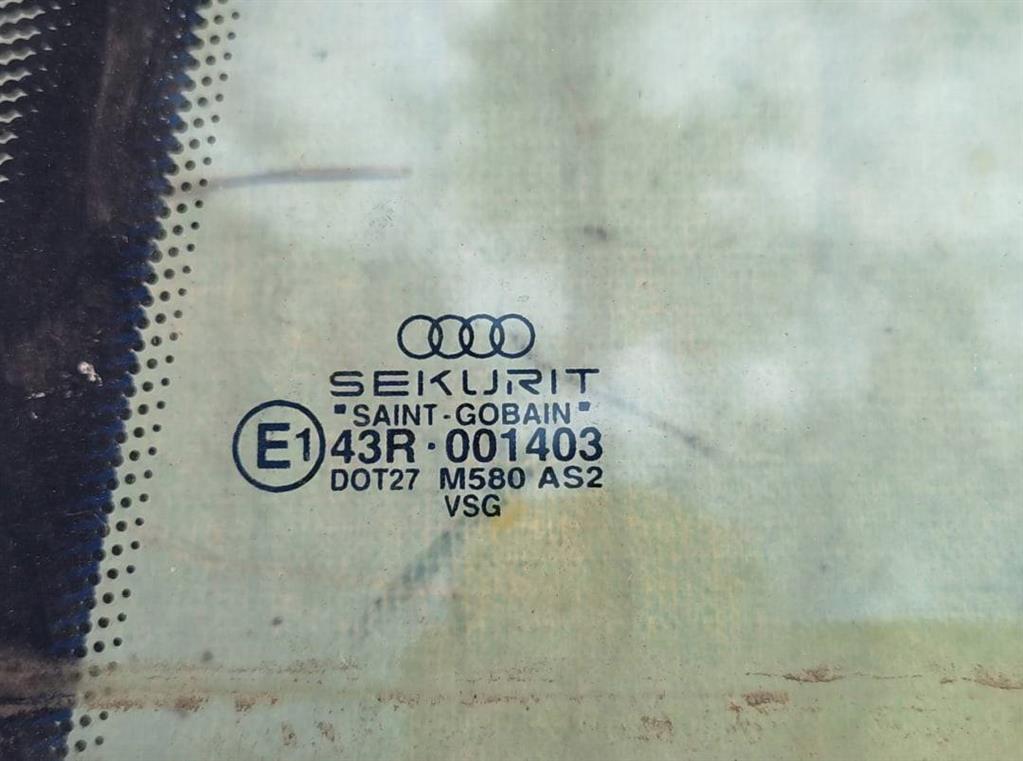 SEKURIT
"SAINT-GOBAIN"
E1 43R·001403
DOT27 M580 AS2
VSG